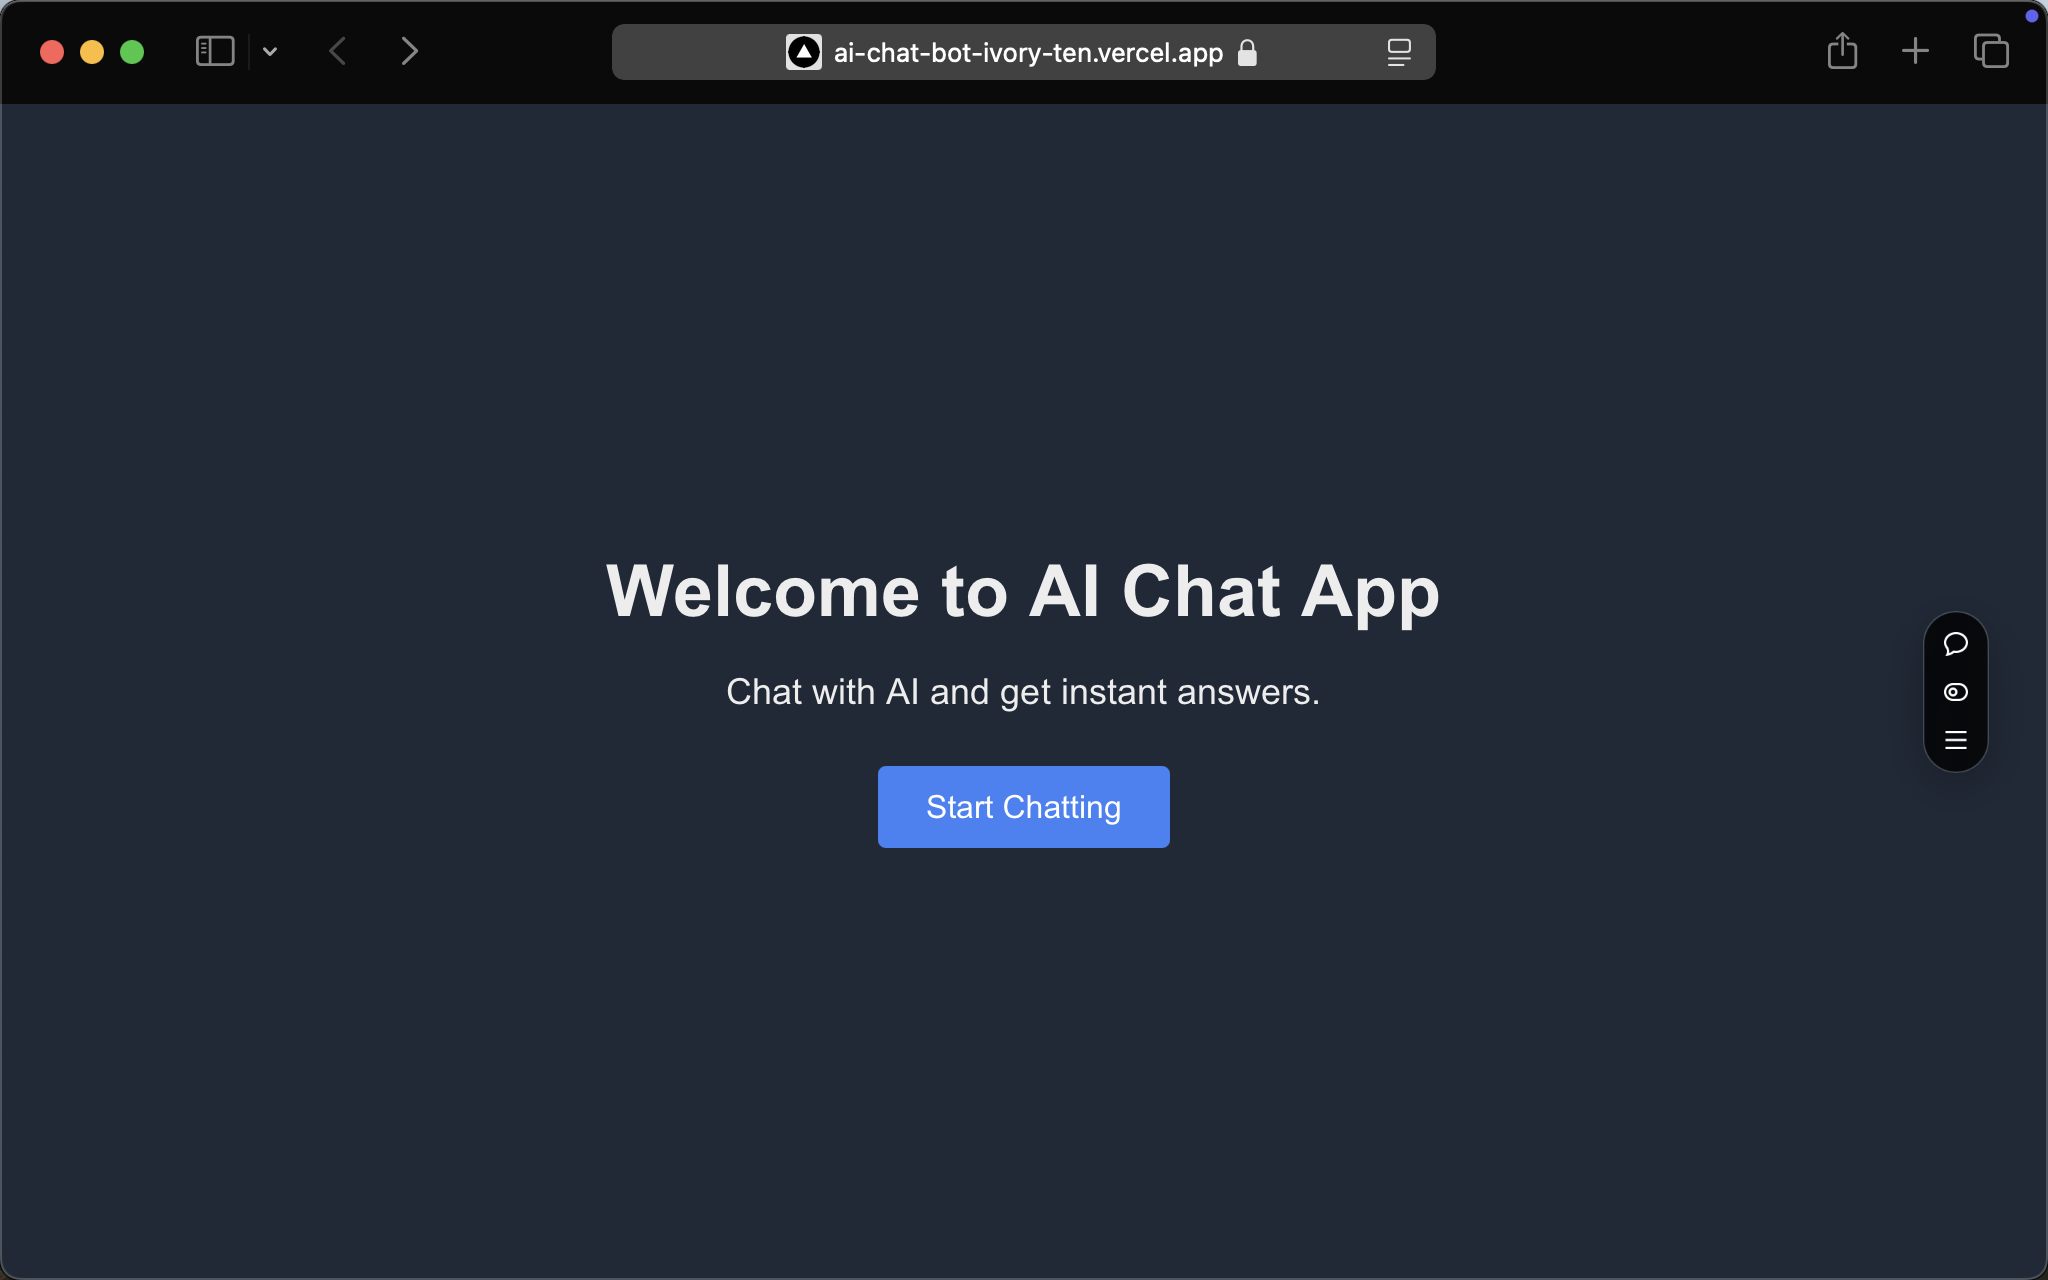 ai-chat-bot-ivory-ten.vercel.app
Welcome to AI Chat App
Chat with AI and get instant answers.
Start Chatting